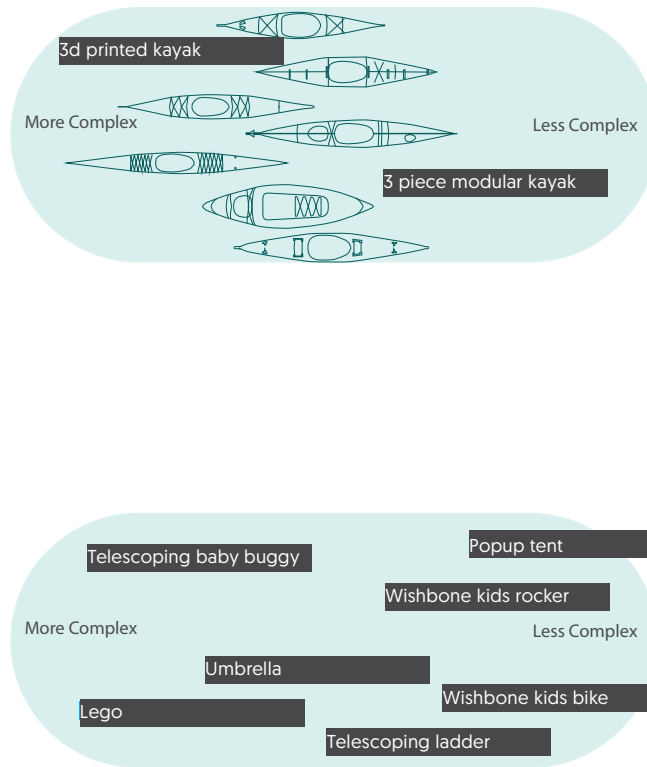 3d printed kayak
More Complex
Less Complex
3 piece modular kayak
Popup tent
Telescoping baby buggy
Wishbone kids rocker
More Complex
Less Complex
Umbrella
Wishbone kids bike
Lego
Telescoping ladder